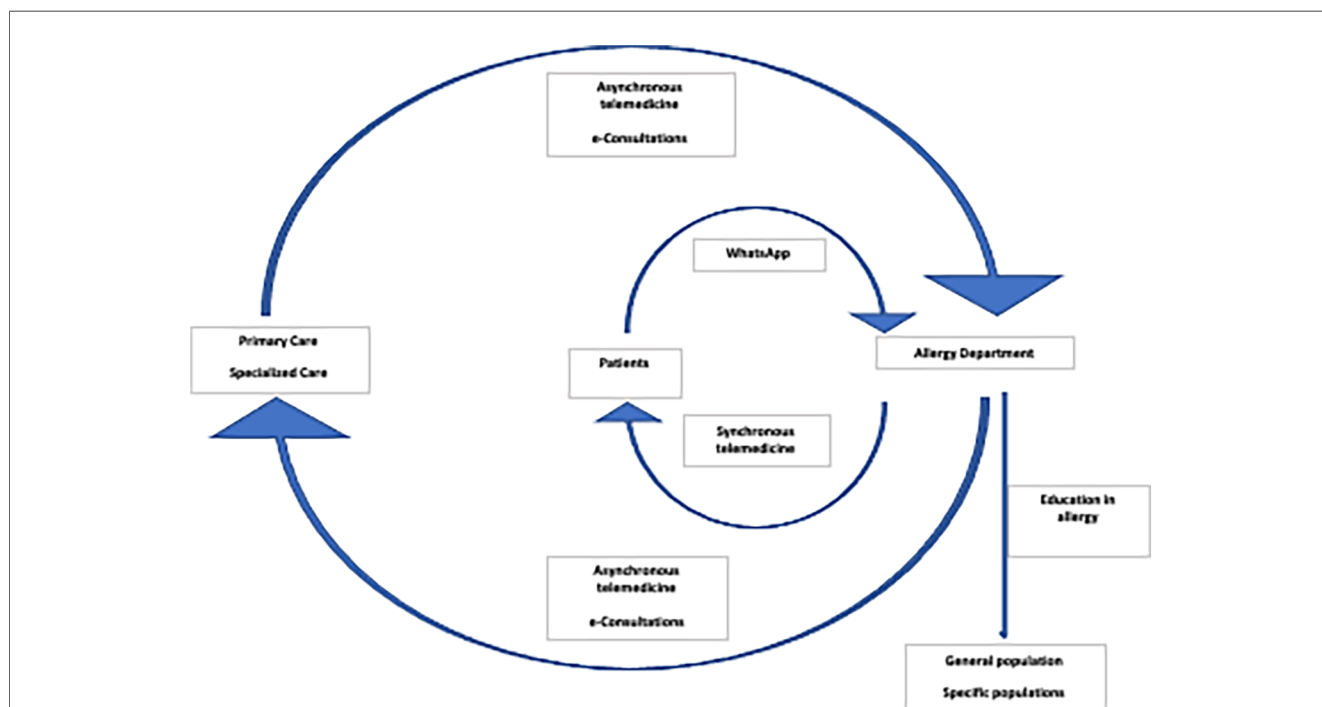 Asynchronous
telemedicine
e-Consultations
WhatsApp
Primary Care
Specialized Care
Patients
Allergy Department
Synchronous
telemedicine
Education in
allergy
Asynchronous
telemedicine
e-Consultations
General population
Specific populations